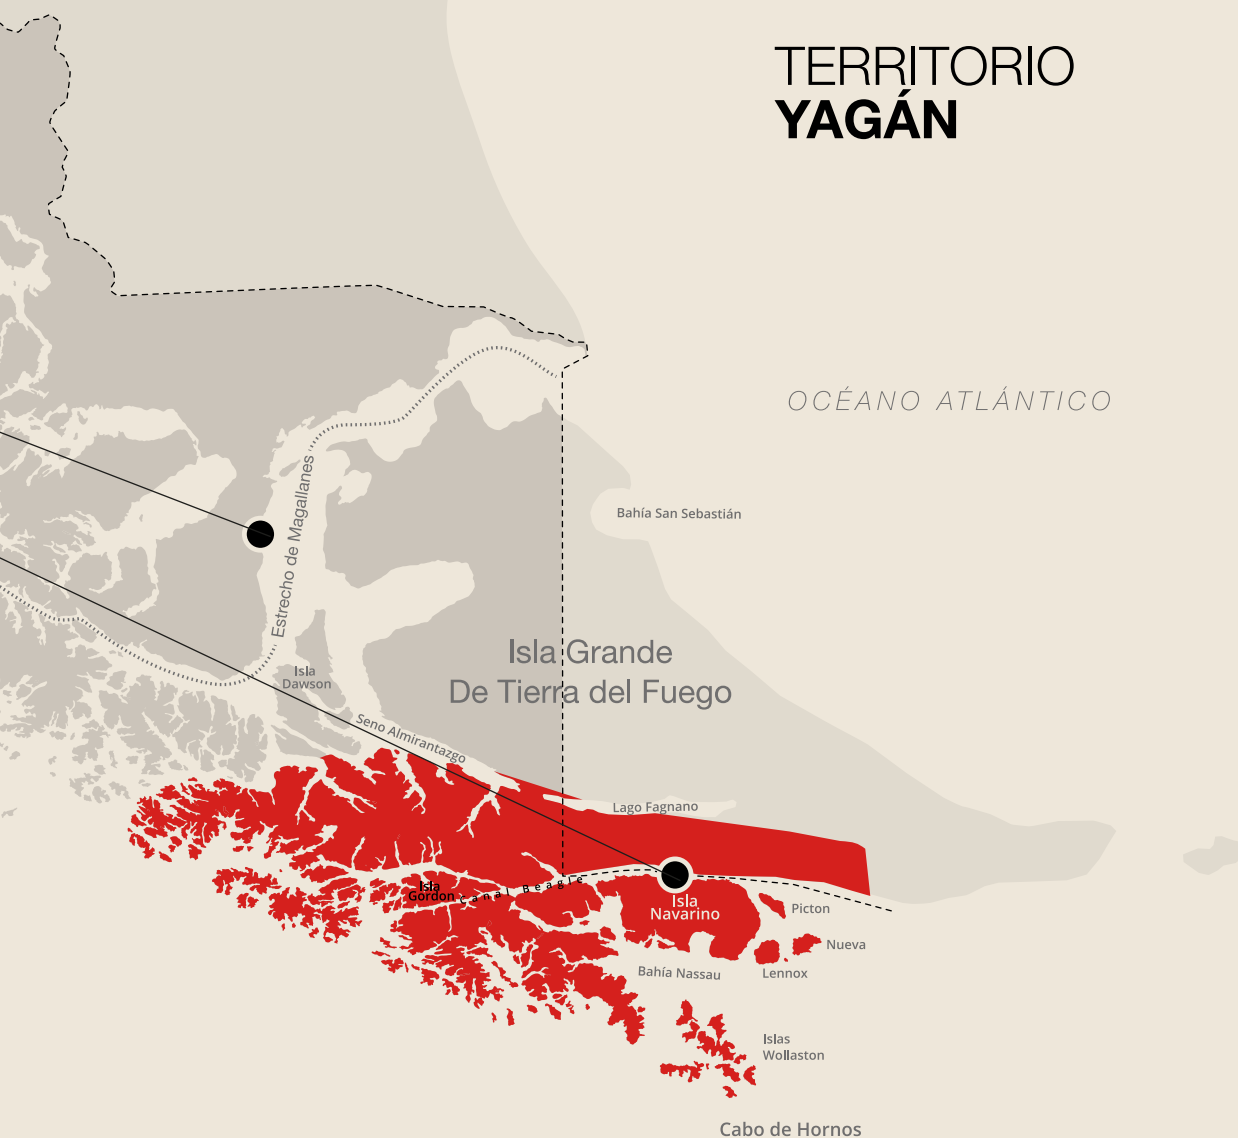 TERRITORIO
YAGÁN
OCÉANO ATLÁNTICO
Estrecho de Magallanes
Bahía San Sebastián
Isla Grande
De Tierra del Fuego
Isla
Dawson
Seno Almirantazgo
Lago Fagnano
Isla
Gordon
Canal Beagle
Isla
Navarino
Picton
Nueva
Lennox
Bahía Nassau
Islas
Wollaston
Cabo de Hornos